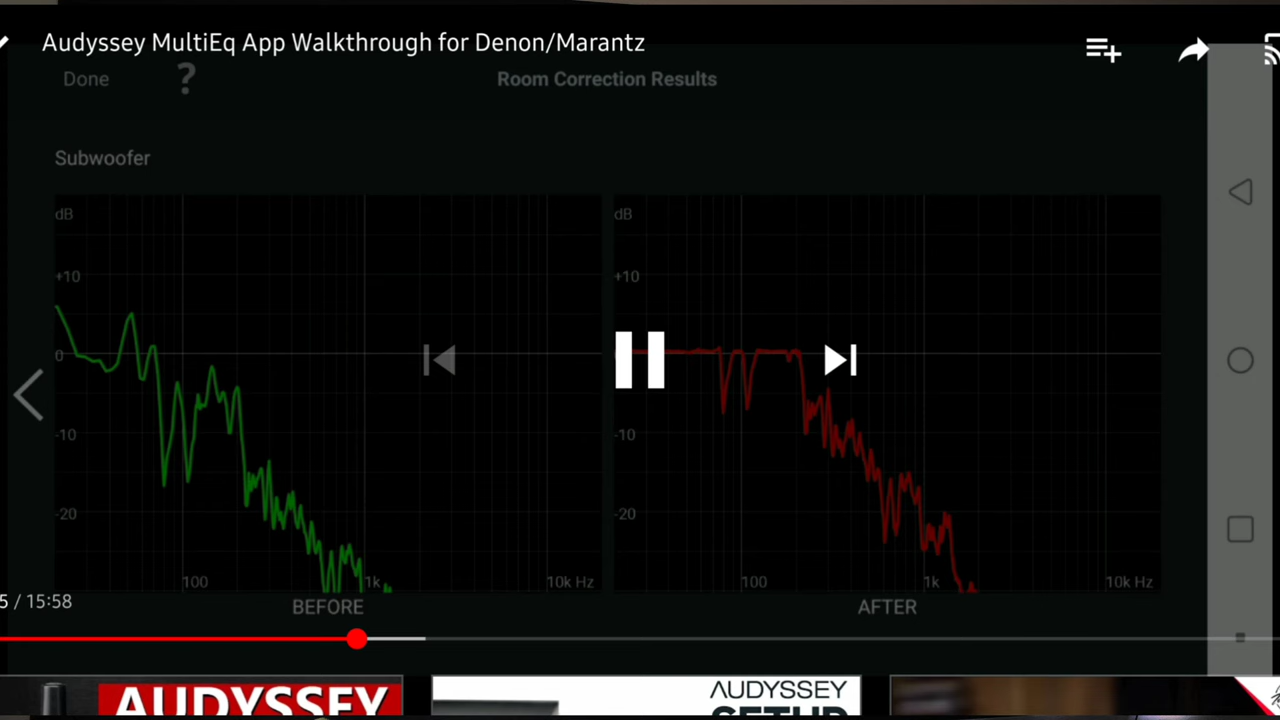 Audyssey MultiEq App Walkthrough for Denon/Marantz
Done ? Room Correction Results
Subwoofer
dB
+10
0
-10
-20
100 1k 10k Hz
BEFORE
dB
+10
-10
-20
100 1k 10k Hz
AFTER
5 / 15:58
AUDYSSEY
AUDYSSEY
SETUP